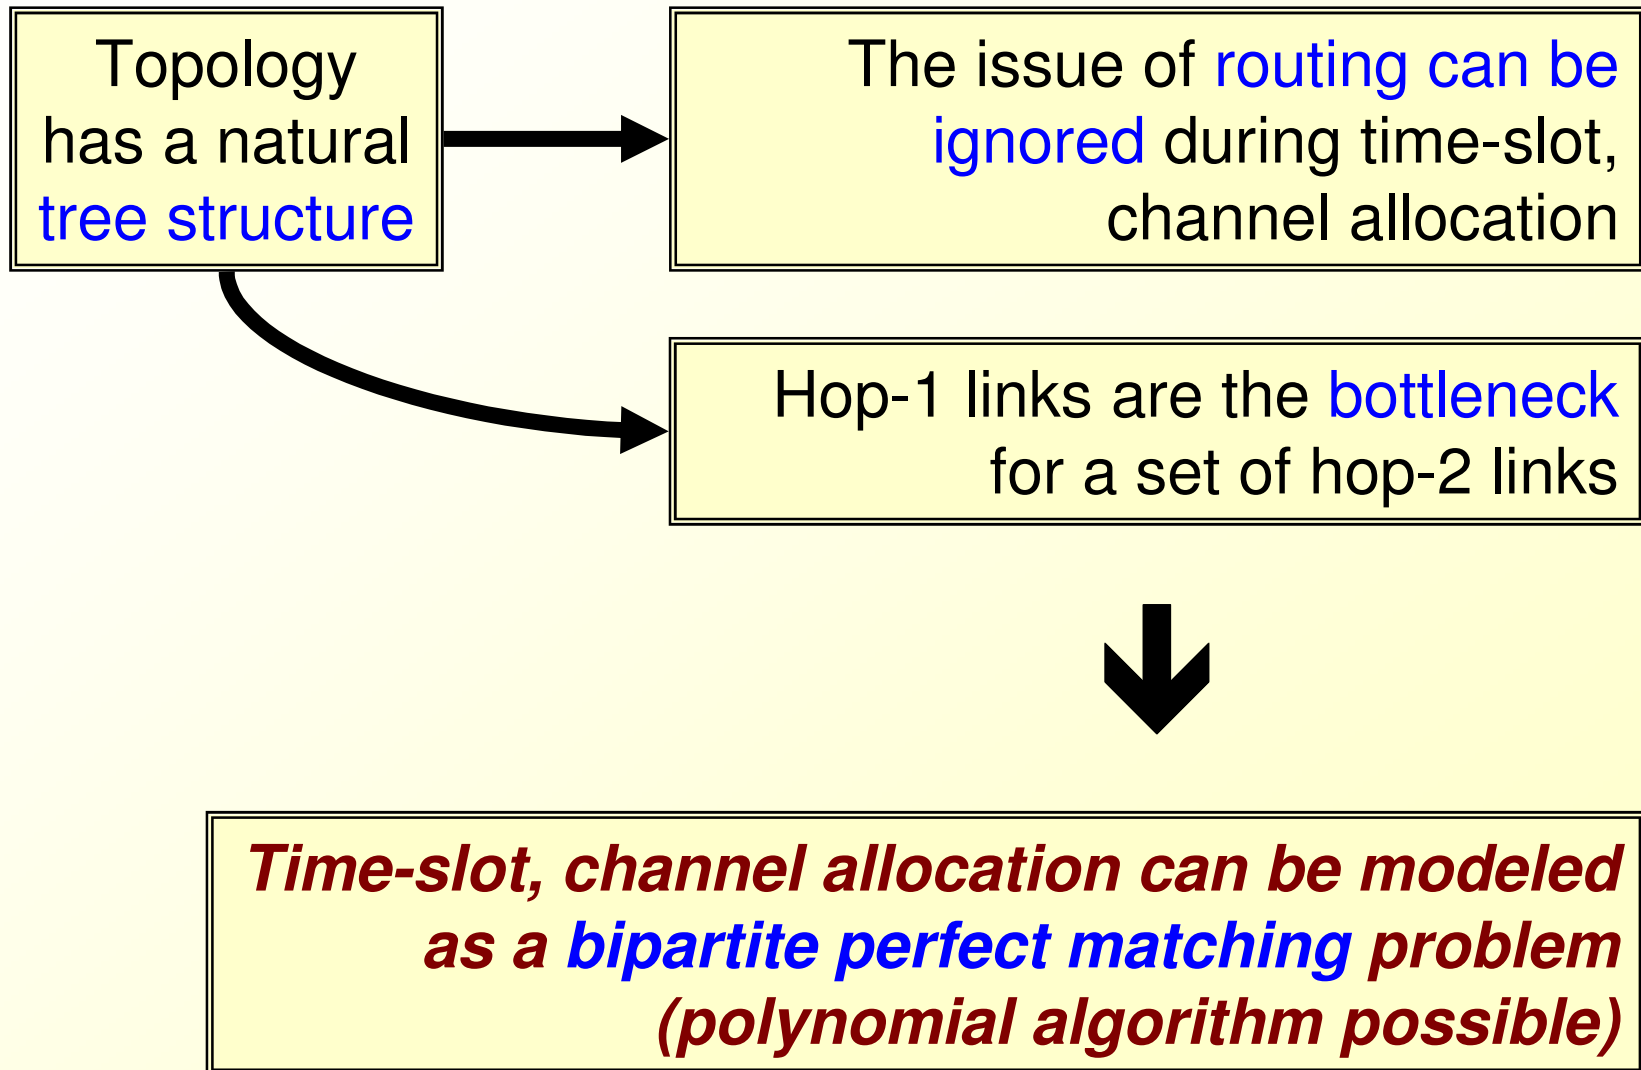 Topology
has a natural
tree structure
The issue of routing can be
ignored during time-slot,
channel allocation
Hop-1 links are the bottleneck
for a set of hop-2 links
Time-slot, channel allocation can be modeled
as a bipartite perfect matching problem
(polynomial algorithm possible)